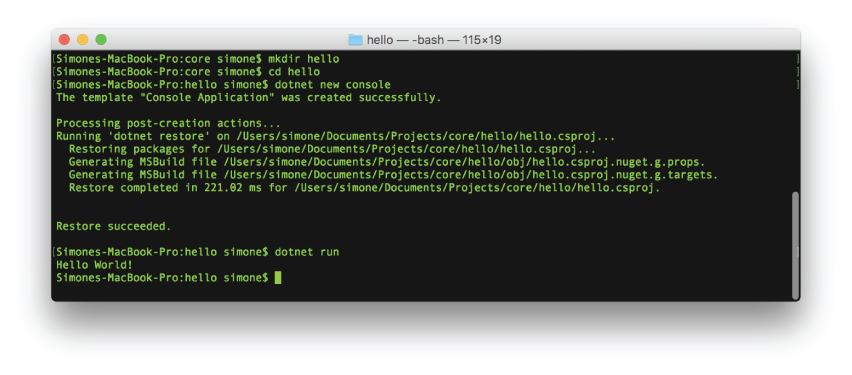 hello — -bash — 115×19
[Simones-MacBook-Pro:core simone$ mkdir hello ]
[Simones-MacBook-Pro:core simone$ cd hello ]
[Simones-MacBook-Pro:hello simone$ dotnet new console ]
The template "Console Application" was created successfully.
Processing post-creation actions...
Running 'dotnet restore' on /Users/simone/Documents/Projects/core/hello/hello.csproj...
Restoring packages for /Users/simone/Documents/Projects/core/hello/hello.csproj...
Generating MSBuild file /Users/simone/Documents/Projects/core/hello/obj/hello.csproj.nuget.g.props.
Generating MSBuild file /Users/simone/Documents/Projects/core/hello/obj/hello.csproj.nuget.g.targets.
Restore completed in 221.02 ms for /Users/simone/Documents/Projects/core/hello/hello.csproj.
Restore succeeded.
[Simones-MacBook-Pro:hello simone$ dotnet run ]
Hello World!
Simones-MacBook-Pro:hello simone$